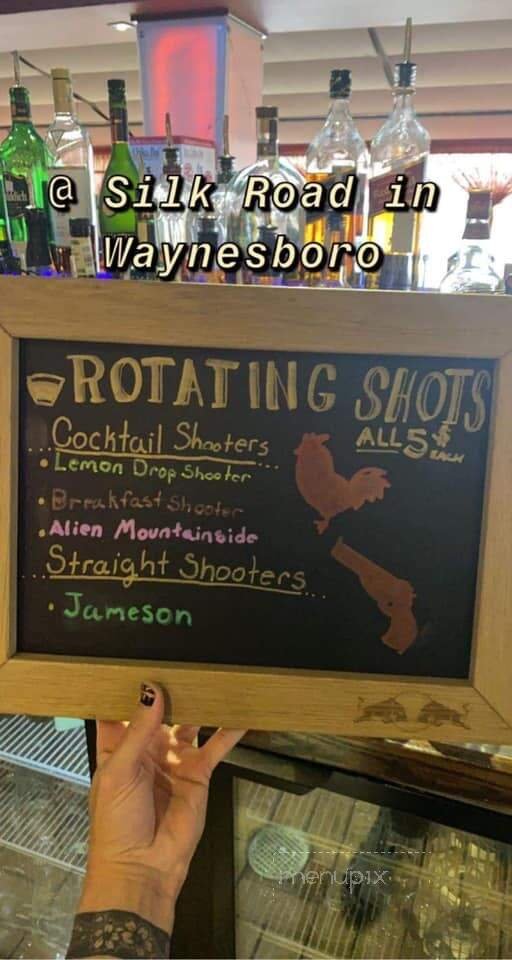 @ Silk Road in
Waynesboro
ROTATING SHOTS
ALL 5$
EACH
Cocktail Shooters
• Lemon Drop Shooter
• Breakfast Shooter
• Alien Mountainside
Straight Shooters
• Jameson
menupix